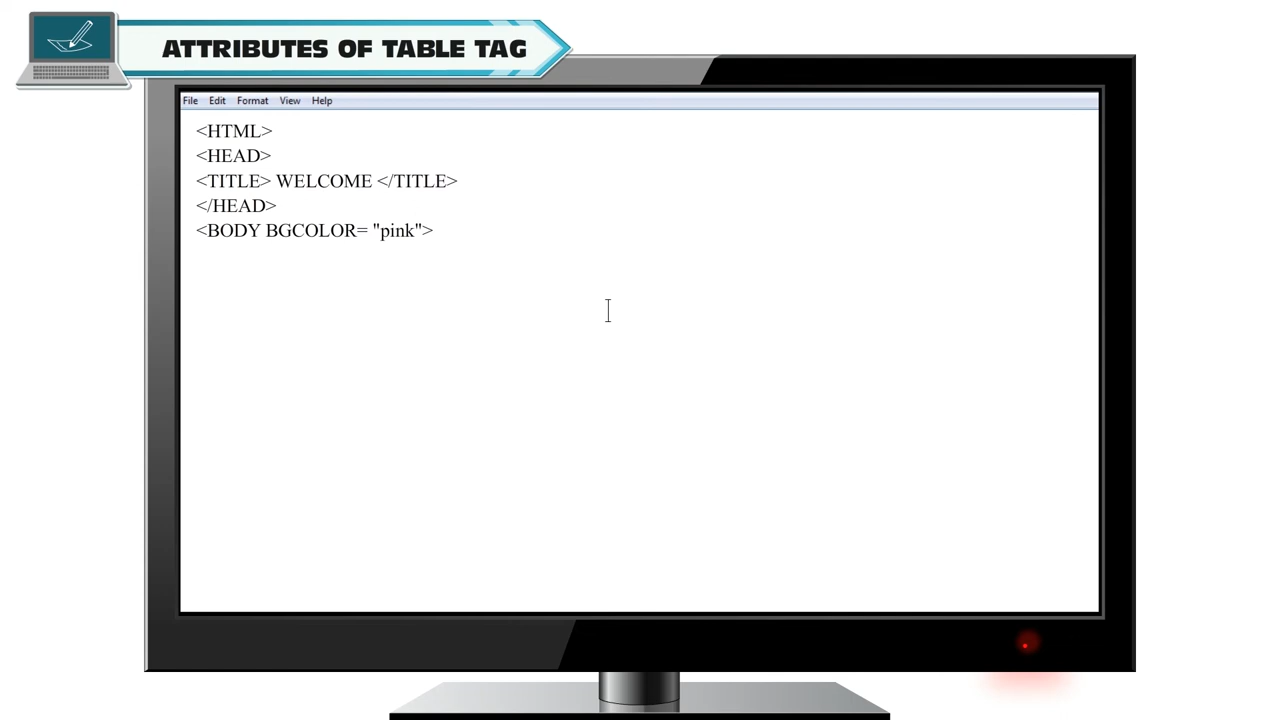 ATTRIBUTES OF TABLE TAG
File Edit Format View Help
<HTML>
<HEAD>
<TITLE> WELCOME </TITLE>
</HEAD>
<BODY BGCOLOR= "pink">